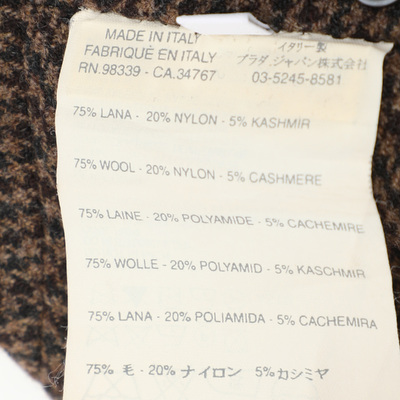 MADE IN ITALY
FABRIQUÉ EN ITALY
RN.98339 - CA.34767
イタリー製
プラダ ジャパン株式会社
03-5245-8581
75% LANA - 20% NYLON - 5% KASHMIR
75% WOOL - 20% NYLON - 5% CASHMERE
75% LAINE - 20% POLYAMIDE - 5% CACHEMIRE
75% WOLLE - 20% POLYAMID - 5% KASCHMIR
75% LANA - 20% POLIAMIDA - 5% CACHEMIRA
75% 毛 - 20% ナイロン 5% カシミヤ